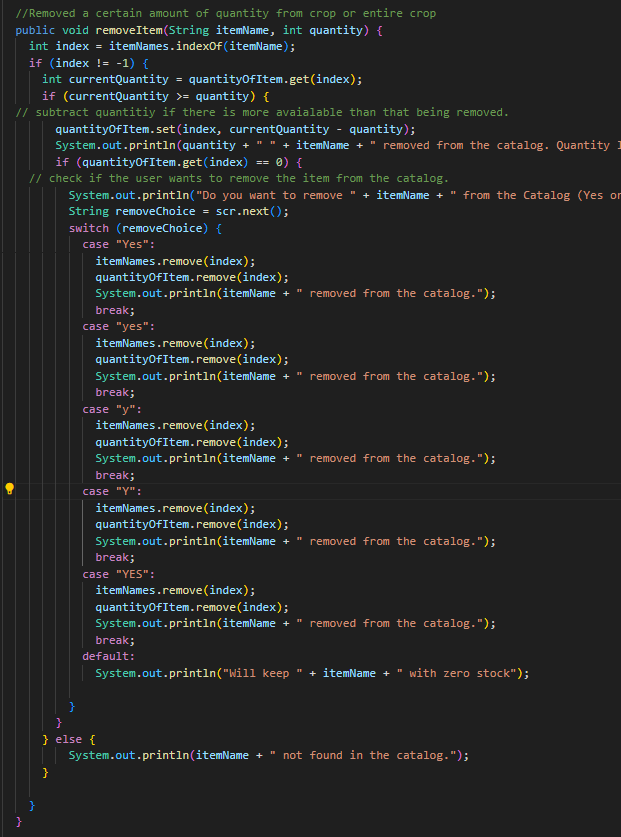 //Removed a certain amount of quantity from crop or entire crop
public void removeItem(String itemName, int quantity) {
int index = itemNames.indexOf(itemName);
if (index != -1) {
int currentQuantity = quantityOfItem.get(index);
if (currentQuantity >= quantity) {
// subtract quantitiy if there is more avaialable than that being removed.
quantityOfItem.set(index, currentQuantity - quantity);
System.out.println(quantity + " " + itemName + " removed from the catalog. Quantity
if (quantityOfItem.get(index) == 0) {
// check if the user wants to remove the item from the catalog.
System.out.println("Do you want to remove " + itemName + " from the Catalog (Yes or
String removeChoice = scr.next();
switch (removeChoice) {
case "Yes":
itemNames.remove(index);
quantityOfItem.remove(index);
System.out.println(itemName + " removed from the catalog.");
break;
case "yes":
itemNames.remove(index);
quantityOfItem.remove(index);
System.out.println(itemName + " removed from the catalog.");
break;
case "y":
itemNames.remove(index);
quantityOfItem.remove(index);
System.out.println(itemName + " removed from the catalog.");
break;
case "Y":
itemNames.remove(index);
quantityOfItem.remove(index);
System.out.println(itemName + " removed from the catalog.");
break;
case "YES":
itemNames.remove(index);
quantityOfItem.remove(index);
System.out.println(itemName + " removed from the catalog.");
break;
default:
System.out.println("Will keep " + itemName + " with zero stock");
}
}
} else {
System.out.println(itemName + " not found in the catalog.");
}
}
}